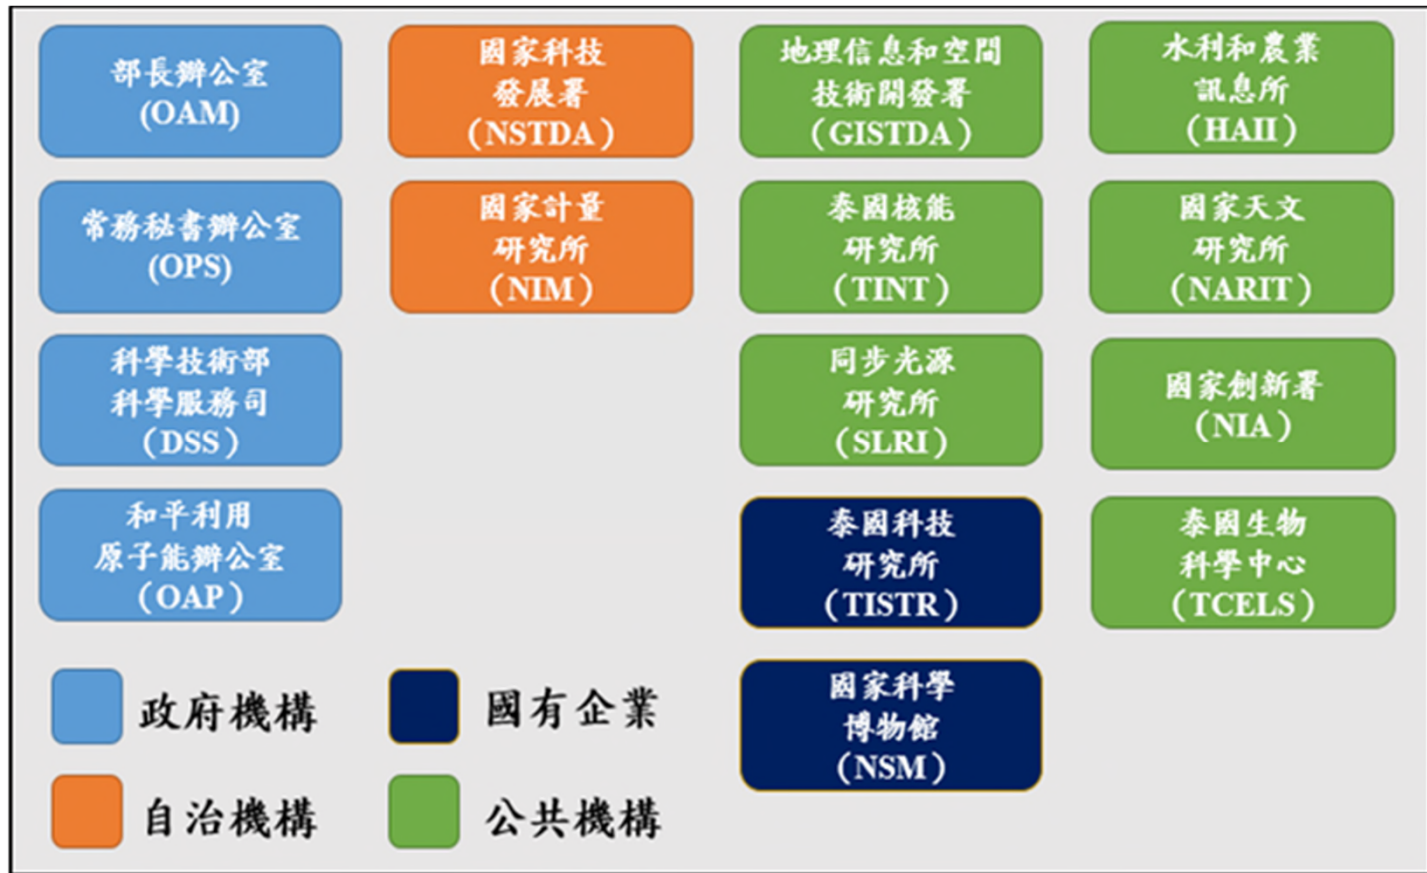 部長辦公室
(OAM)
常務秘書辦公室
(OPS)
科學技術部
科學服務司
（DSS）
和平利用
原子能辦公室
（OAP）
國家科技
發展署
（NSTDA）
國家計量
研究所
（NIM）
地理信息和空間
技術開發署
（GISTDA）
泰國核能
研究所
（TINT）
同步光源
研究所
（SLRI）
泰國科技
研究所
（TISTR）
國家科學
博物館
（NSM）
水利和農業
訊息所
（HAII）
國家天文
研究所
（NARIT）
國家創新署
（NIA）
泰國生物
科學中心
（TCELS）
政府機構
國有企業
自治機構
公共機構